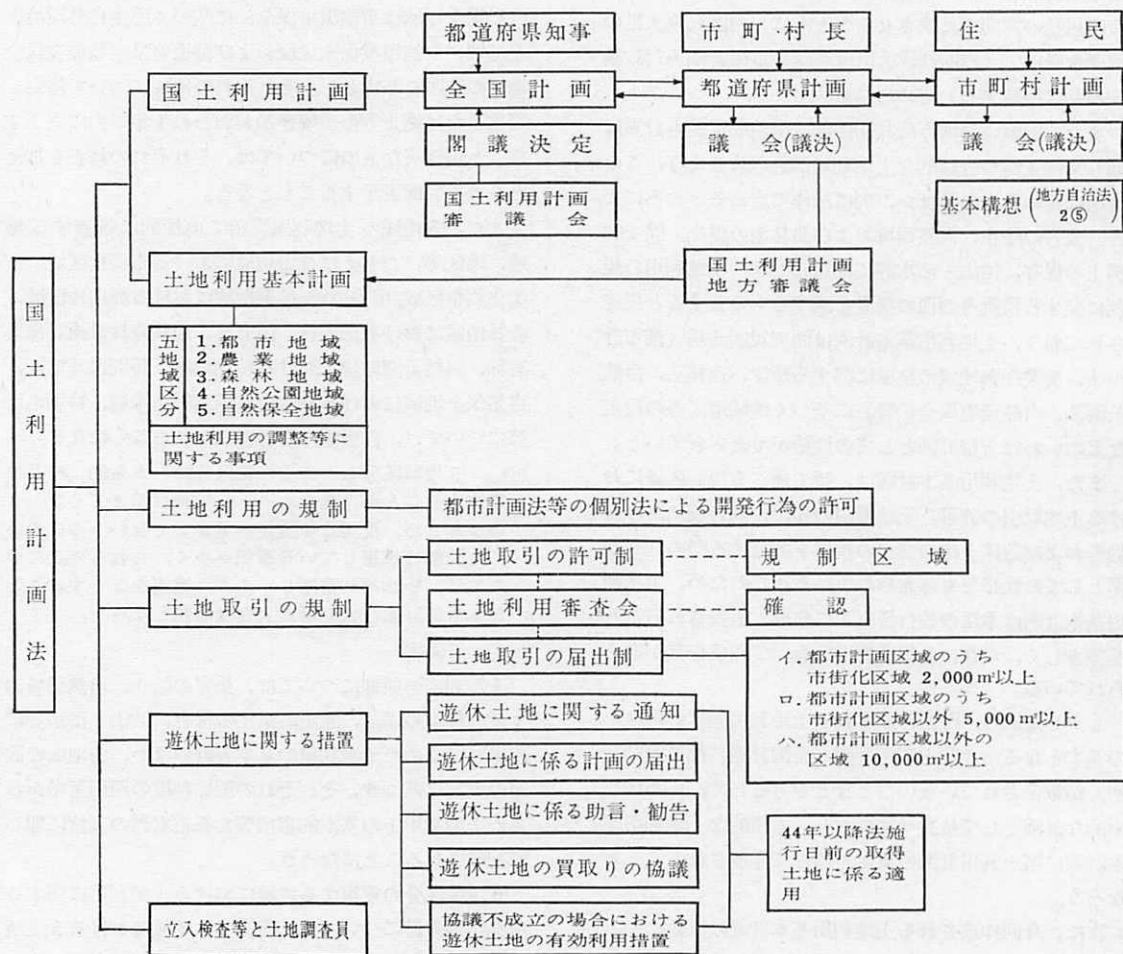 都道府県知事
市町村長
住民
国土利用計画
全国計画
都道府県計画
市町村計画
閣議決定
議会(議決)
議会(議決)
国土利用計画
審議会
基本構想(地方自治法2⑤)
国土利用計画
地方審議会
国土利用計画法
土地利用基本計画
五地域区分
1.都市地域
2.農業地域
3.森林地域
4.自然公園地域
5.自然保全地域
土地利用の調整等に
関する事項
土地利用の規制
都市計画法等の個別法による開発行為の許可
土地取引の許可制
規制区域
土地取引の規制
土地利用審査会
確認
土地取引の届出制
イ.都市計画区域のうち
市街化区域 2,000㎡以上
ロ.都市計画区域のうち
市街化区域以外 5,000㎡以上
ハ.都市計画区域以外の
区域 10,000㎡以上
遊休土地に関する措置
遊休土地に関する通知
遊休土地に係る計画の届出
遊休土地に係る助言・勧告
遊休土地の買取りの協議
44年以降法施
行日前の取得
土地に係る適
用
立入検査等と土地調査員
協議不成立の場合における
遊休土地の有効利用措置